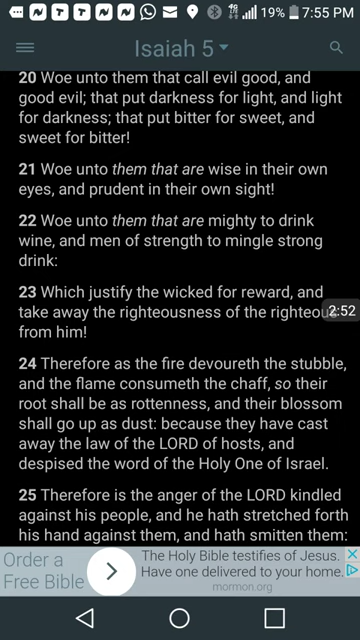 19% 7:55 PM
Isaiah 5
20 Woe unto them that call evil good, and
good evil; that put darkness for light, and light
for darkness; that put bitter for sweet, and
sweet for bitter!
21 Woe unto them that are wise in their own
eyes, and prudent in their own sight!
22 Woe unto them that are mighty to drink
wine, and men of strength to mingle strong
drink:
23 Which justify the wicked for reward, and
take away the righteousness of the righteou
2:52
from him!
24 Therefore as the fire devoureth the stubble,
and the flame consumeth the chaff, so their
root shall be as rottenness, and their blossom
shall go up as dust: because they have cast
away the law of the LORD of hosts, and
despised the word of the Holy One of Israel.
25 Therefore is the anger of the LORD kindled
against his people, and he hath stretched forth
his hand against them, and hath smitten them:
Order a
Free Bible
The Holy Bible testifies of Jesus.
Have one delivered to your home.
mormon.org